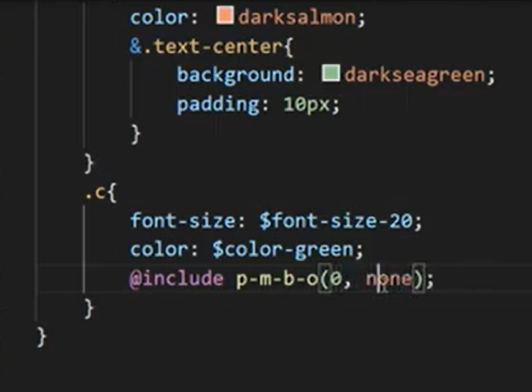 color: darksalmon;
&.text-center{
background: darkseagreen;
padding: 10px;
}
}
.c{
font-size: $font-size-20;
color: $color-green;
@include p-m-b-o(0, none);
}
}